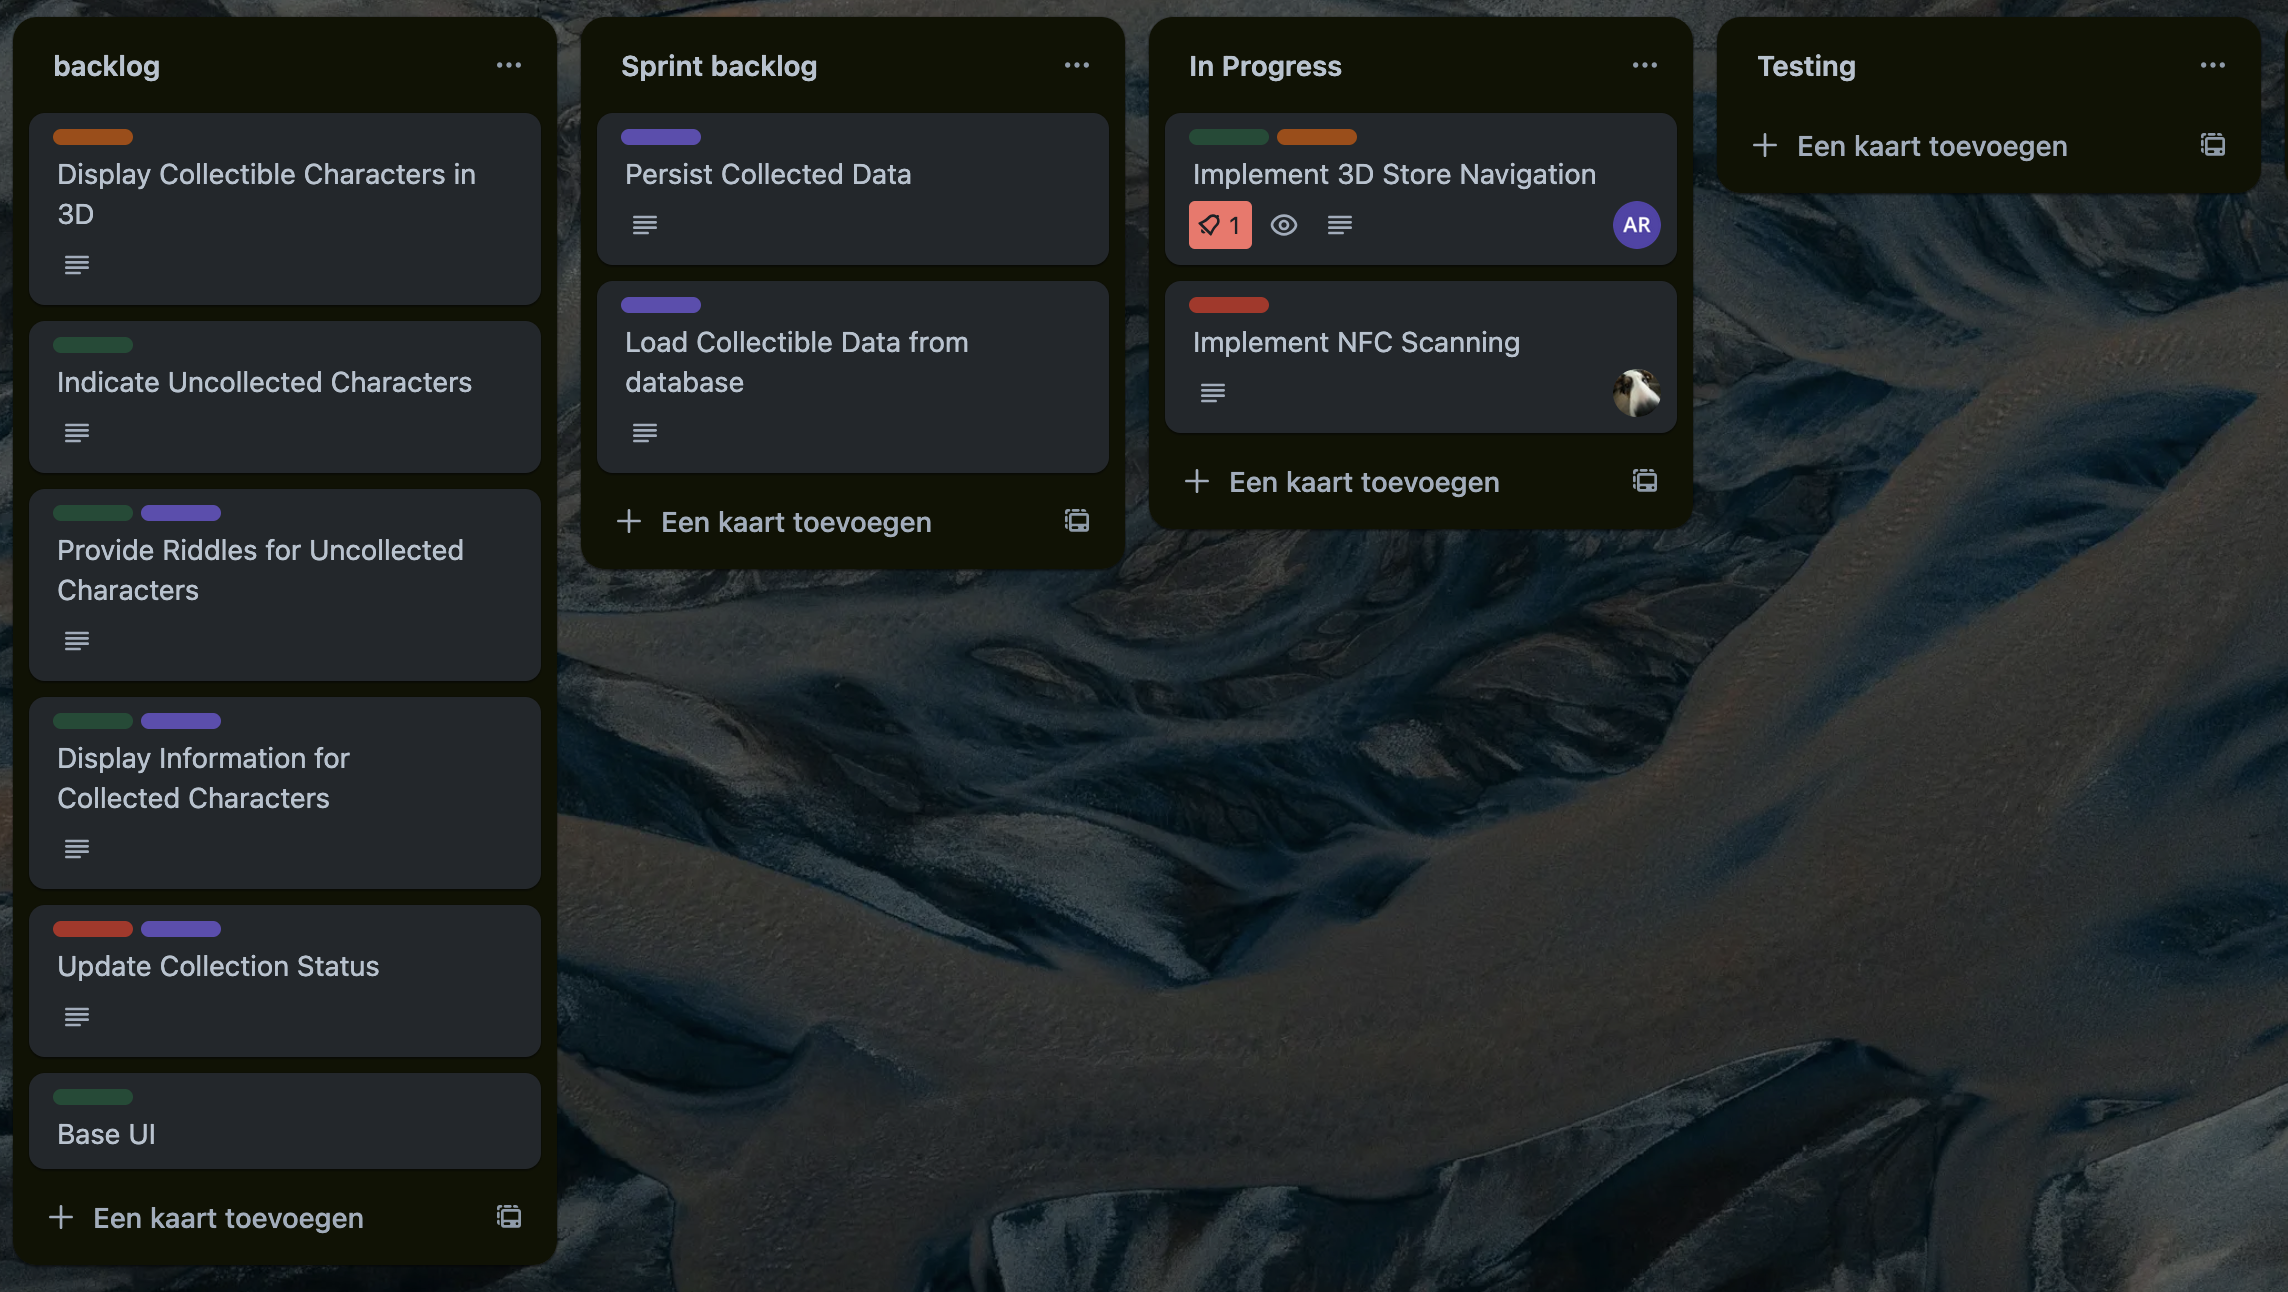 backlog
Display Collectible Characters in
3D
Indicate Uncollected Characters
Provide Riddles for Uncollected
Characters
Display Information for
Collected Characters
Update Collection Status
Base UI
Een kaart toevoegen
Sprint backlog
Persist Collected Data
Load Collectible Data from
database
Een kaart toevoegen
In Progress
Implement 3D Store Navigation
1
AR
Implement NFC Scanning
Een kaart toevoegen
Testing
Een kaart toevoegen